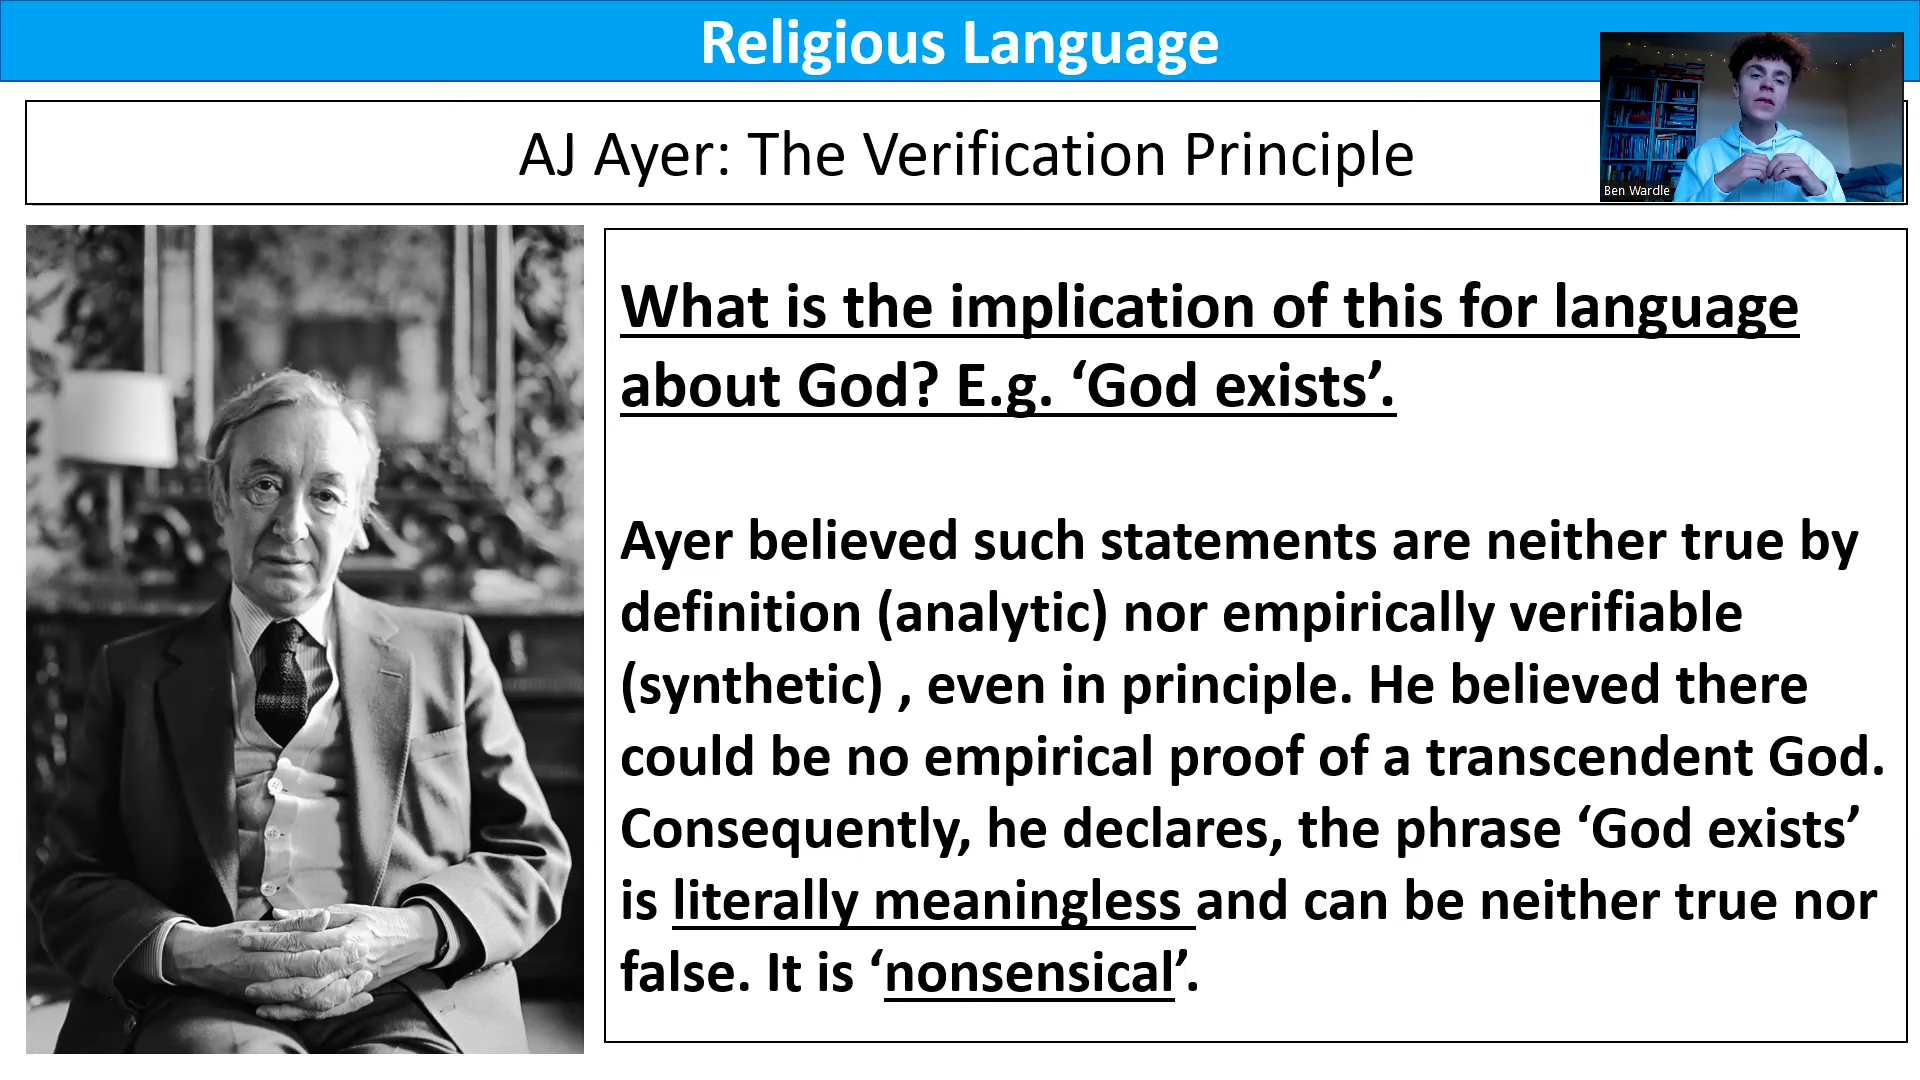 Religious Language
AJ Ayer: The Verification Principle
Ben Wardle
What is the implication of this for language
about God? E.g. ‘God exists’.
Ayer believed such statements are neither true by
definition (analytic) nor empirically verifiable
(synthetic) , even in principle. He believed there
could be no empirical proof of a transcendent God.
Consequently, he declares, the phrase ‘God exists’
is literally meaningless and can be neither true nor
false. It is ‘nonsensical’.